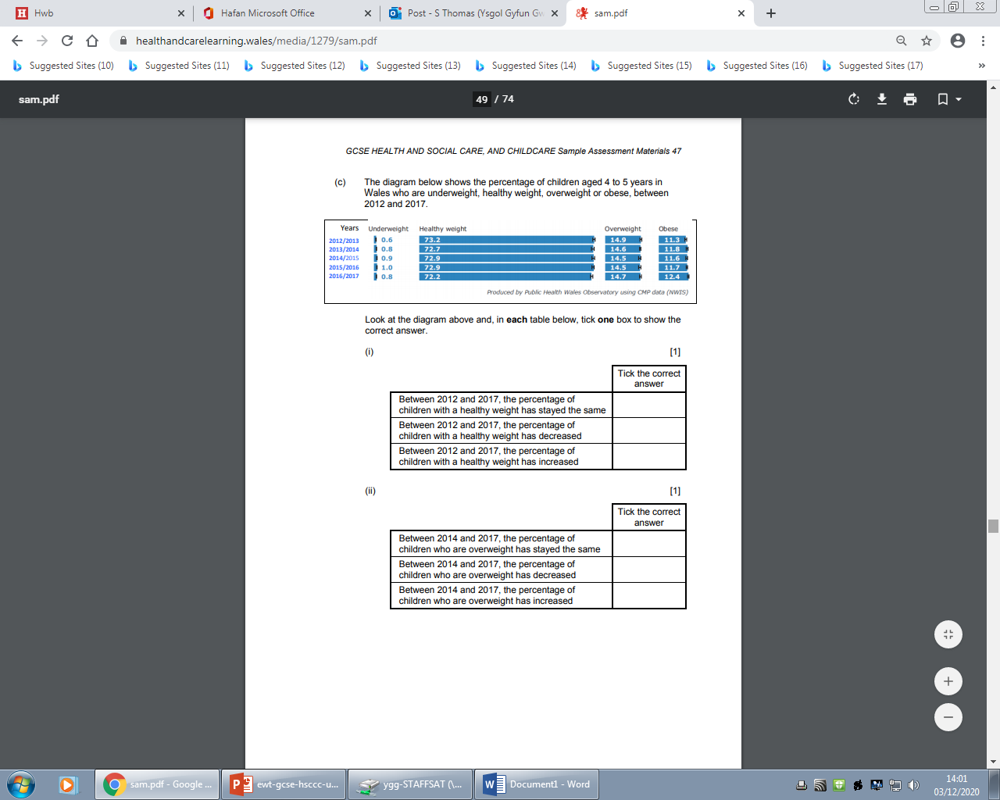 Hwb
Hafan Microsoft Office
Post - S Thomas (Ysgol Gyfun Gw
sam.pdf
healthandcarelearning.wales/media/1279/sam.pdf
Suggested Sites (10)
Suggested Sites (11)
Suggested Sites (12)
Suggested Sites (13)
Suggested Sites (14)
Suggested Sites (15)
Suggested Sites (16)
Suggested Sites (17)
sam.pdf
49 / 74
GCSE HEALTH AND SOCIAL CARE, AND CHILDCARE Sample Assessment Materials 47
(c) The diagram below shows the percentage of children aged 4 to 5 years in
Wales who are underweight, healthy weight, overweight or obese, between
2012 and 2017.
Years Underweight Healthy weight Overweight Obese
2012/2013 0.6 73.2 14.9 11.3
2013/2014 0.8 72.7 14.6 11.8
2014/2015 0.9 72.9 14.5 11.6
2015/2016 1.0 72.9 14.5 11.7
2016/2017 0.8 72.2 14.7 12.4
Produced by Public Health Wales Observatory using CMP data (NWIS)
Look at the diagram above and, in each table below, tick one box to show the
correct answer.
(i) [1]
Tick the correct
answer
Between 2012 and 2017, the percentage of
children with a healthy weight has stayed the same
Between 2012 and 2017, the percentage of
children with a healthy weight has decreased
Between 2012 and 2017, the percentage of
children with a healthy weight has increased
(ii) [1]
Tick the correct
answer
Between 2014 and 2017, the percentage of
children who are overweight has stayed the same
Between 2014 and 2017, the percentage of
children who are overweight has decreased
Between 2014 and 2017, the percentage of
children who are overweight has increased
sam.pdf - Google ...
ewt-gcse-hsccc-u...
ygg-STAFFSAT (\\...
Document1 - Word
14:01
03/12/2020